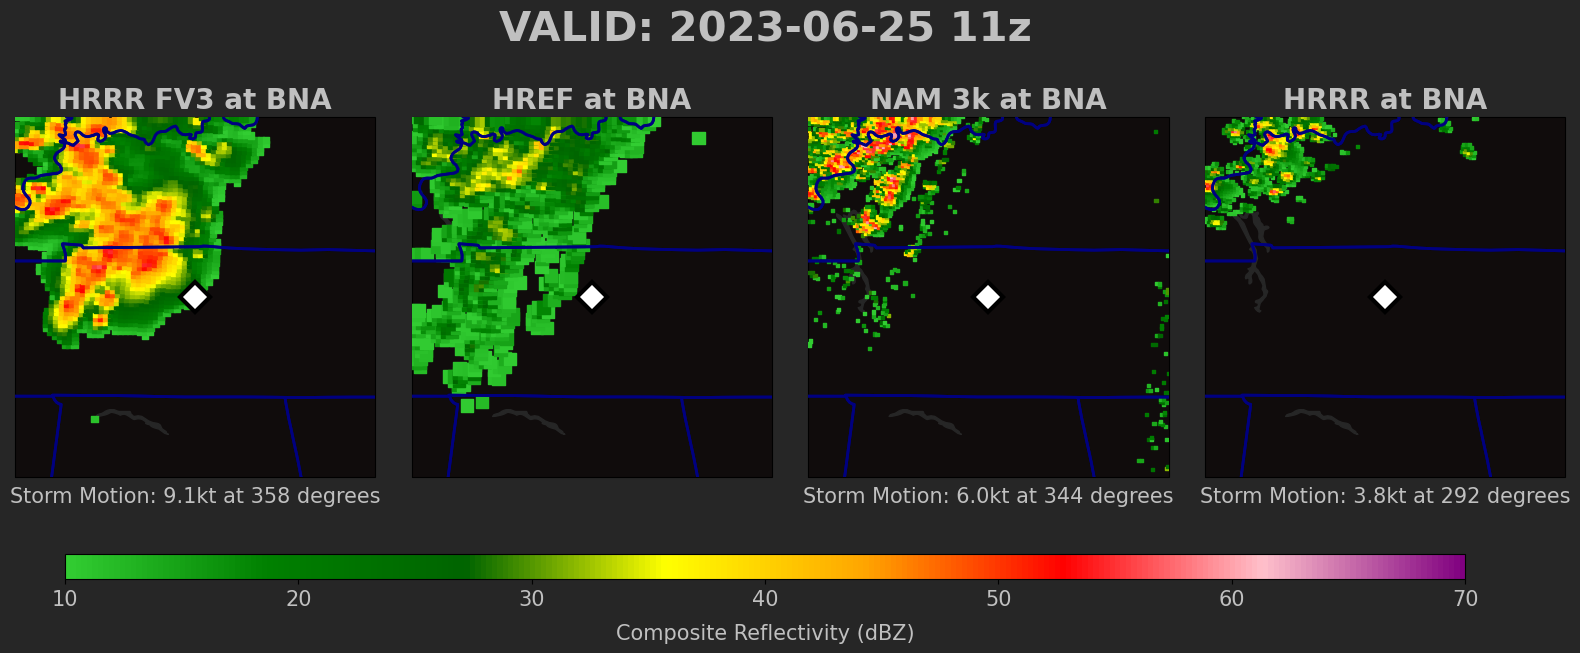 VALID: 2023-06-25 11z
HRRR FV3 at BNA
HREF at BNA
NAM 3k at BNA
HRRR at BNA
Storm Motion: 9.1kt at 358 degrees
Storm Motion: 6.0kt at 344 degrees
Storm Motion: 3.8kt at 292 degrees
10 20 30 40 50 60 70
Composite Reflectivity (dBZ)